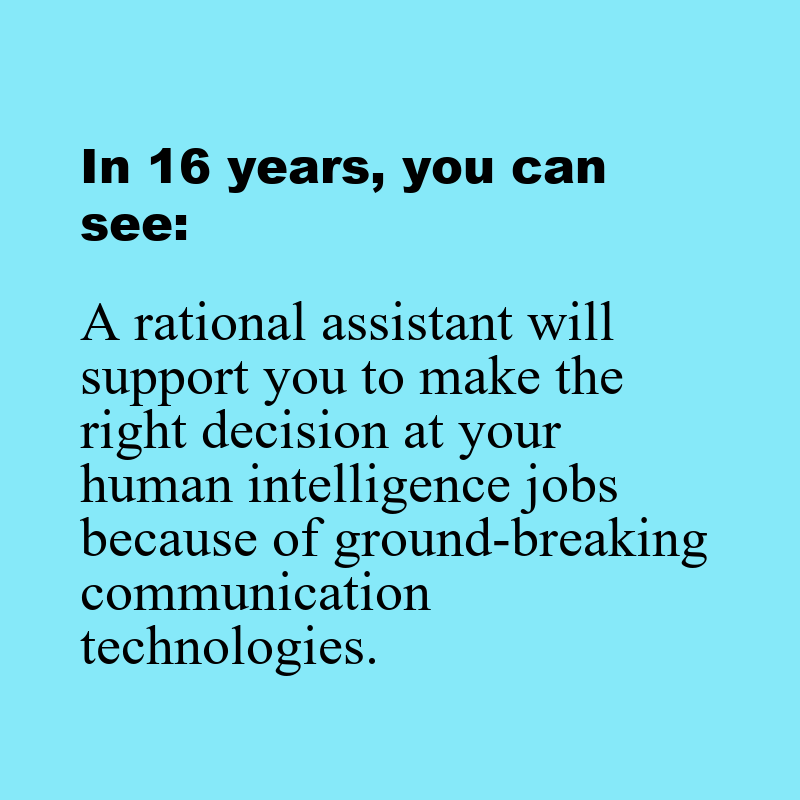 In 16 years, you can
see:
A rational assistant will
support you to make the
right decision at your
human intelligence jobs
because of ground-breaking
communication
technologies.